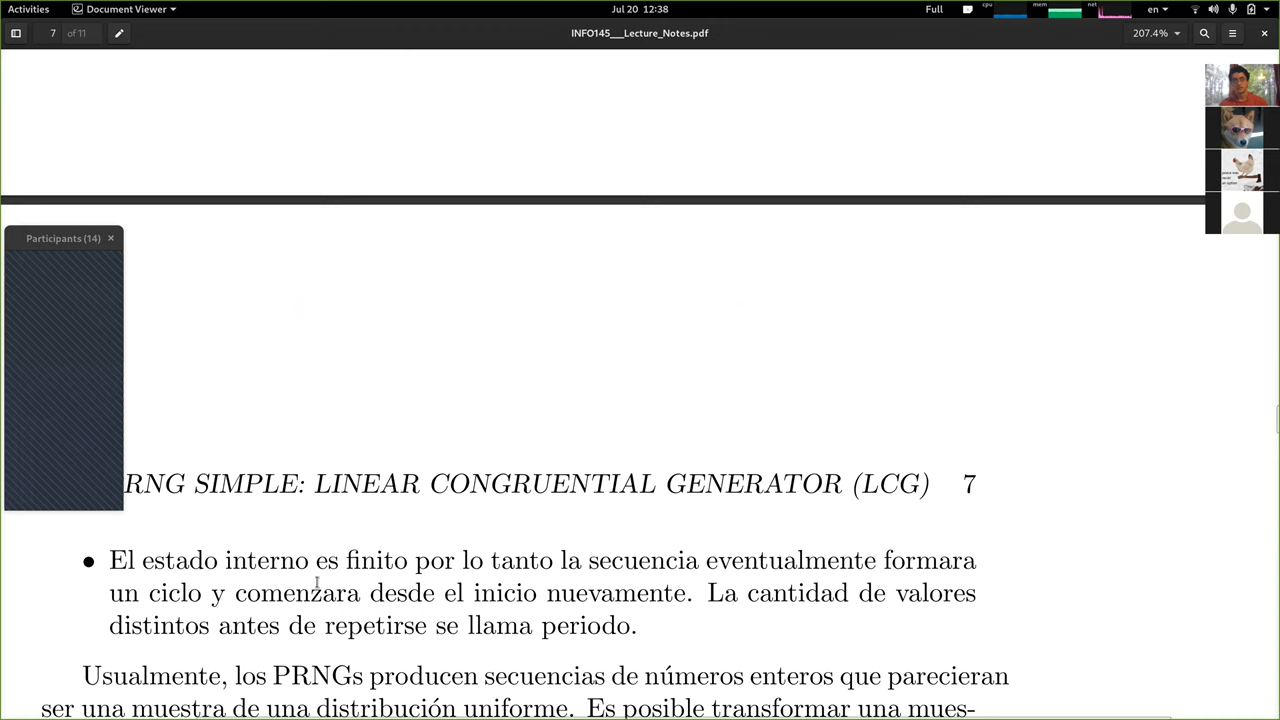 Activities Document Viewer Jul 20 12:38 Full cpu mem net en
7 of 11 INFO145__Lecture_Notes.pdf 207.4%
Participants (14)
RNG SIMPLE: LINEAR CONGRUENTIAL GENERATOR (LCG) 7
• El estado interno es finito por lo tanto la secuencia eventualmente formara
un ciclo y comenzara desde el inicio nuevamente. La cantidad de valores
distintos antes de repetirse se llama periodo.
Usualmente, los PRNGs producen secuencias de números enteros que parecieran
ser una muestra de una distribución uniforme. Es posible transformar una mues-